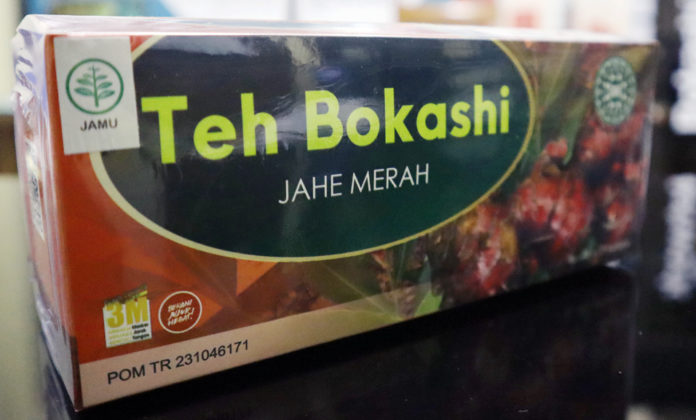 JAMU
Teh Bokashi
JAHE MERAH
3M
POM TR 231046171